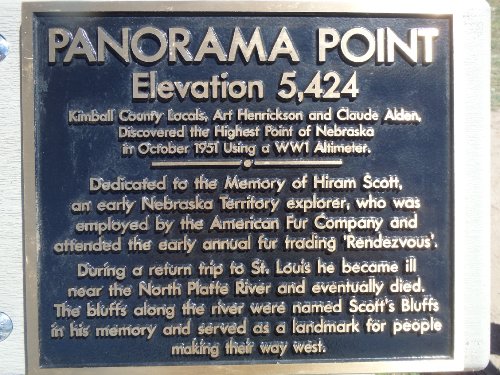 PANORAMA POINT
Elevation 5,424
Kimball County Locals, Art Henrickson and Claude Alden,
Discovered the Highest Point of Nebraska
in October 1951 Using a WW1 Altimeter.
Dedicated to the Memory of Hiram Scott,
an early Nebraska Territory explorer, who was
employed by the American Fur Company and
attended the early annual fur trading 'Rendezvous'.
During a return trip to St. Louis he became ill
near the North Platte River and eventually died.
The bluffs along the river were named Scott's Bluffs
in his memory and served as a landmark for people
making their way west.